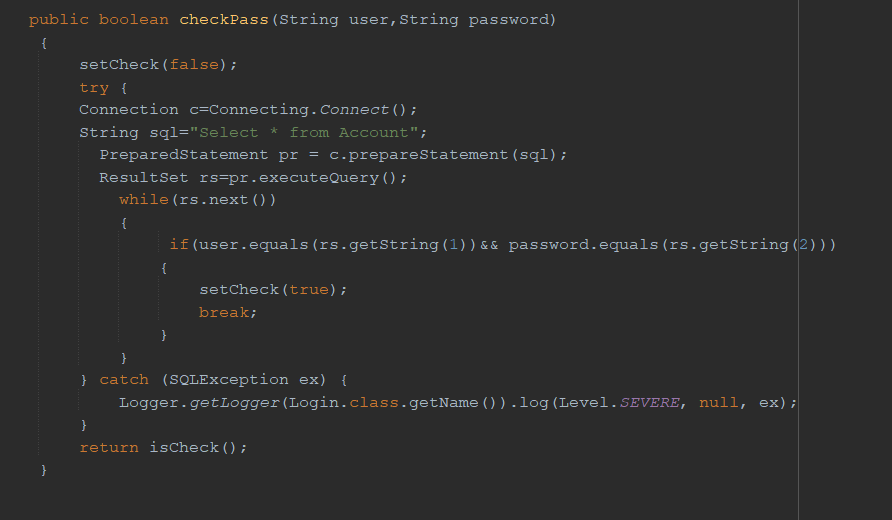 public boolean checkPass(String user,String password)
{
setCheck(false);
try {
Connection c=Connecting.Connect();
String sql="Select * from Account";
PreparedStatement pr = c.prepareStatement(sql);
ResultSet rs=pr.executeQuery();
while(rs.next())
{
if(user.equals(rs.getString(1))&& password.equals(rs.getString(2)))
{
setCheck(true);
break;
}
}
} catch (SQLException ex) {
Logger.getLogger(Login.class.getName()).log(Level.SEVERE, null, ex);
}
return isCheck();
}